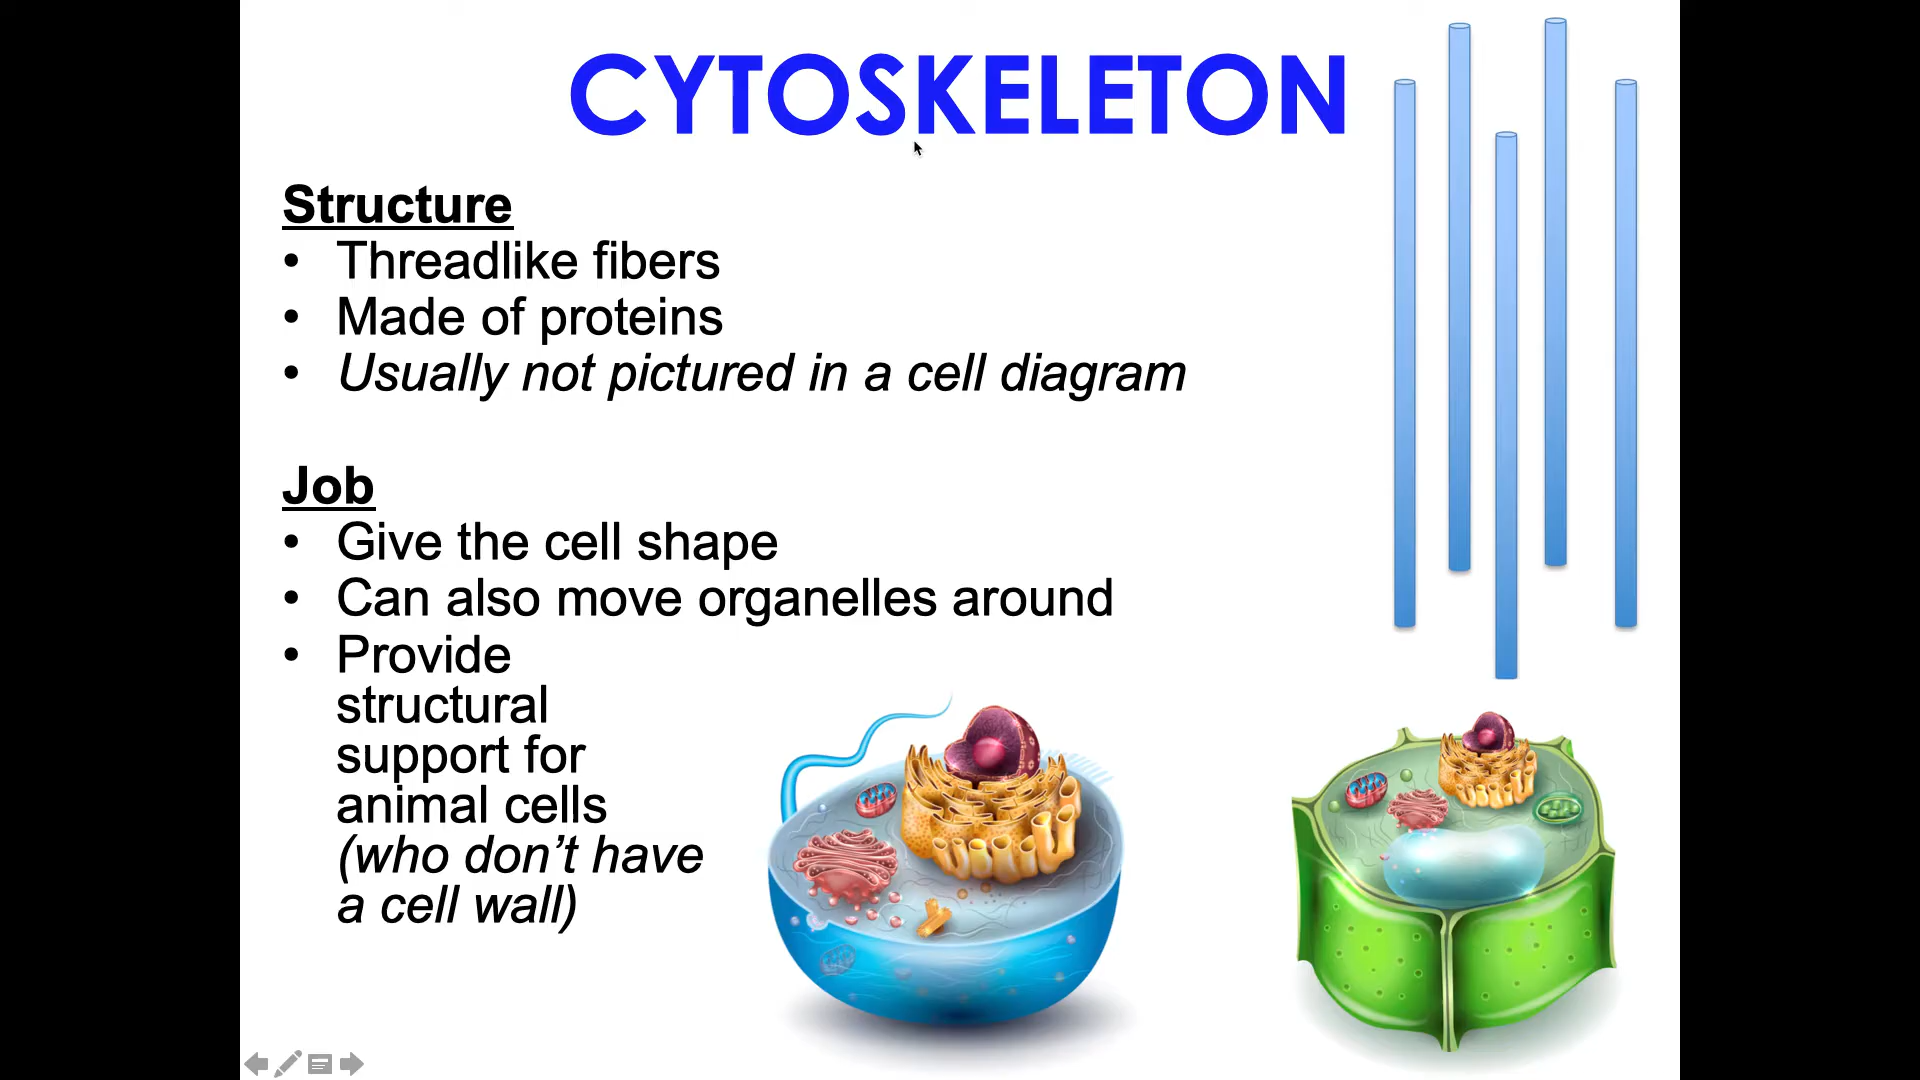 CYTOSKELETON
Structure
• Threadlike fibers
• Made of proteins
• Usually not pictured in a cell diagram
Job
• Give the cell shape
• Can also move organelles around
• Provide
structural
support for
animal cells
(who don’t have
a cell wall)